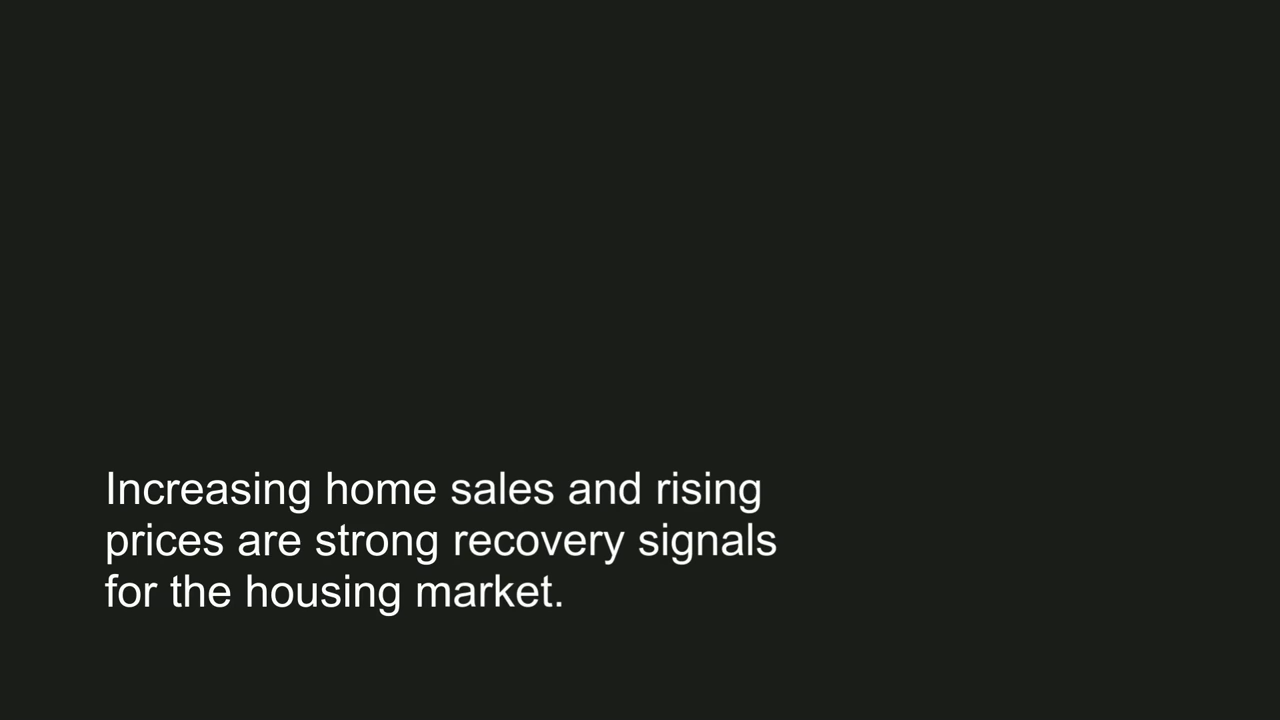 Increasing home sales and rising
prices are strong recovery signals
for the housing market.